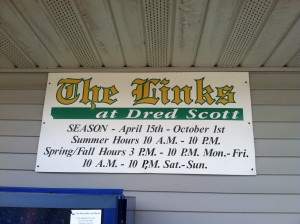 The Links
at Dred Scott
SEASON - April 15th - October 1st
Summer Hours 10 A.M. - 10 P.M.
Spring/Fall Hours 3 P.M. - 10 P.M. Mon.- Fri.
10 A.M. - 10 P.M. Sat.- Sun.